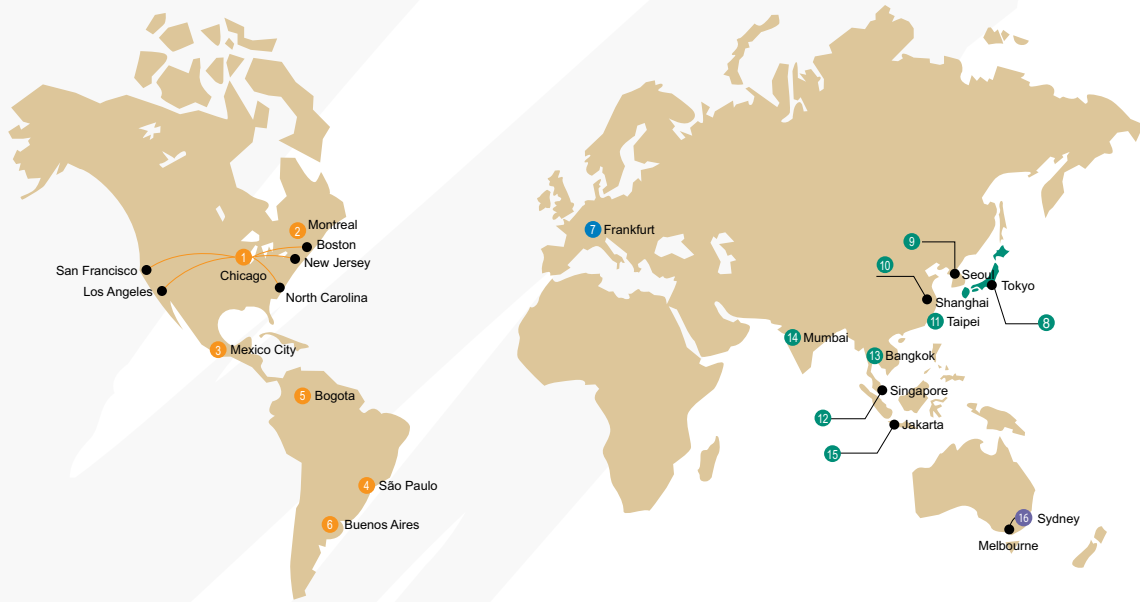 2
Montreal
Boston
1
New Jersey
San Francisco
Chicago
Los Angeles
North Carolina
3
Mexico City
5
Bogota
4
São Paulo
6
Buenos Aires
7
Frankfurt
9
10
Seoul
Tokyo
Shanghai
11
Taipei
8
14
Mumbai
13
Bangkok
Singapore
12
Jakarta
15
16
Sydney
Melbourne